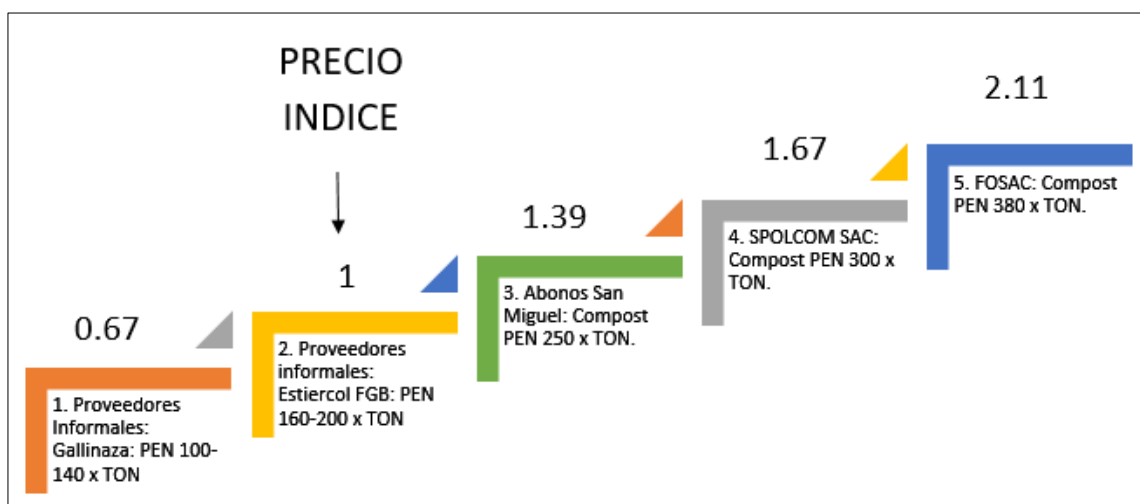 PRECIO
INDICE
0.67
1. Proveedores
Informales:
Gallinaza: PEN 100-
140 x TON
1
2. Proveedores
informales:
Estiercol FGB: PEN
160-200 x TON
1.39
3. Abonos San
Miguel: Compost
PEN 250 x TON.
1.67
4. SPOLCOM SAC:
Compost PEN 300 x
TON.
2.11
5. FOSAC: Compost
PEN 380 x TON.